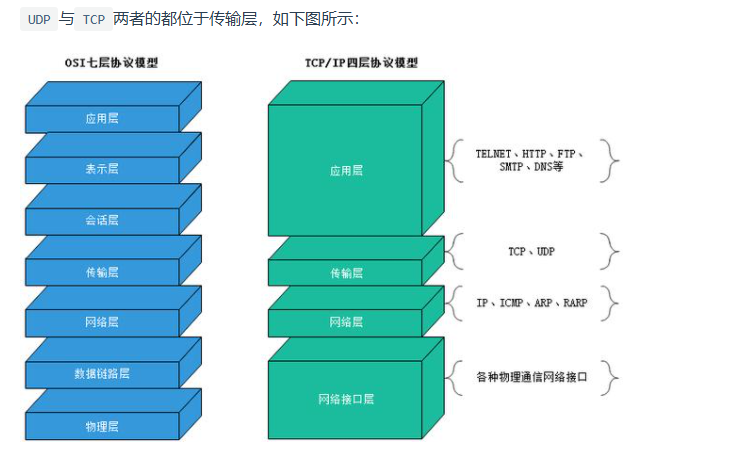 UDP 与 TCP 两者的都位于传输层，如下图所示：
OSI七层协议模型
TCP/IP四层协议模型
应用层
表示层
会话层
传输层
网络层
数据链路层
物理层
应用层
传输层
网络层
网络接口层
TELNET、HTTP、FTP、
SMTP、DNS等
TCP、UDP
IP、ICMP、ARP、RARP
各种物理通信网络接口